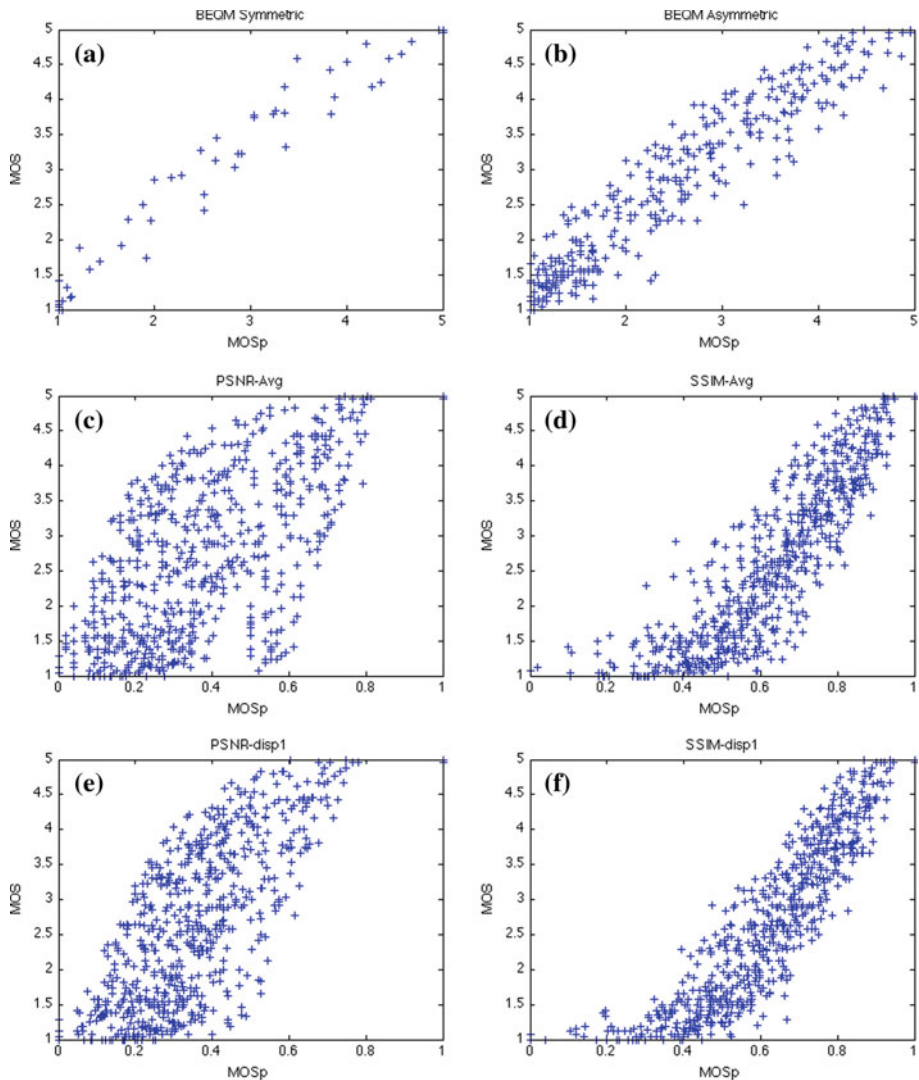 BEQM Symmetric
(a)
5
4.5
4
3.5
3
2.5
2
1.5
1
MOS
1 2 3 4 5
MOSp
BEQM Asymmetric
(b)
5
4.5
4
3.5
3
2.5
2
1.5
1
MOS
1 2 3 4 5
MOSp
PSNR-Avg
(c)
5
4.5
4
3.5
3
2.5
2
1.5
1
MOS
0 0.2 0.4 0.6 0.8 1
MOSp
SSIM-Avg
(d)
5
4.5
4
3.5
3
2.5
2
1.5
1
MOS
0 0.2 0.4 0.6 0.8 1
MOSp
PSNR-disp1
(e)
5
4.5
4
3.5
3
2.5
2
1.5
1
MOS
0 0.2 0.4 0.6 0.8 1
MOSp
SSIM-disp1
(f)
5
4.5
4
3.5
3
2.5
2
1.5
1
MOS
0 0.2 0.4 0.6 0.8 1
MOSp